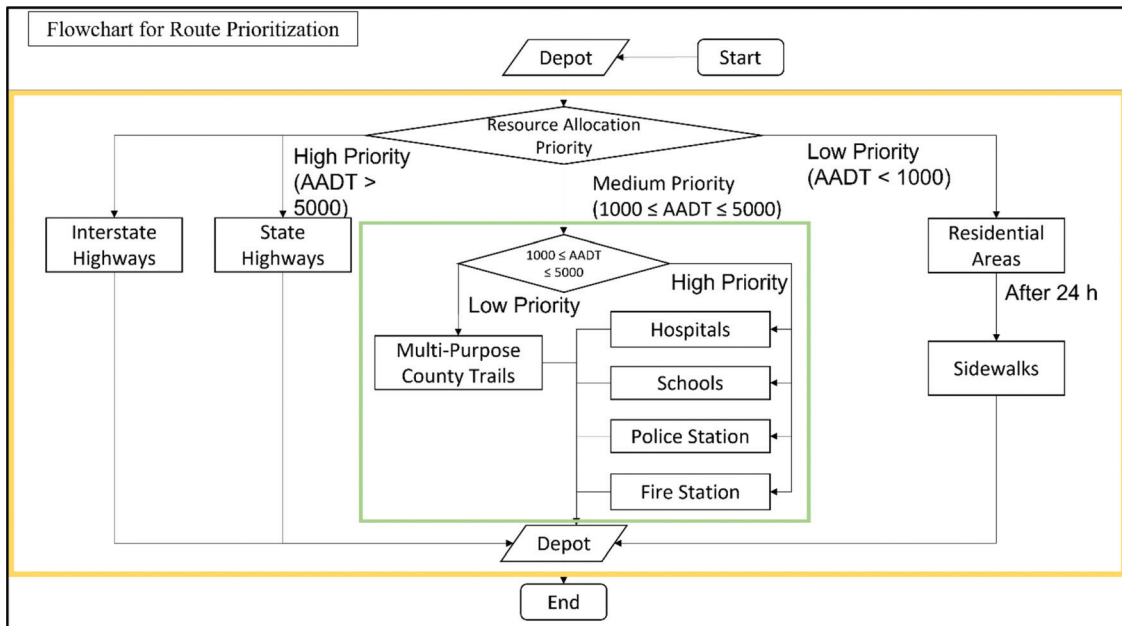 Flowchart for Route Prioritization
Depot
Start
Resource Allocation
Priority
High Priority
(AADT >
5000)
Medium Priority
(1000 ≤ AADT ≤ 5000)
Low Priority
(AADT < 1000)
Interstate
Highways
State
Highways
1000 ≤ AADT
≤ 5000
Residential
Areas
Low Priority
High Priority
After 24 h
Multi-Purpose
County Trails
Hospitals
Schools
Police Station
Fire Station
Sidewalks
Depot
End